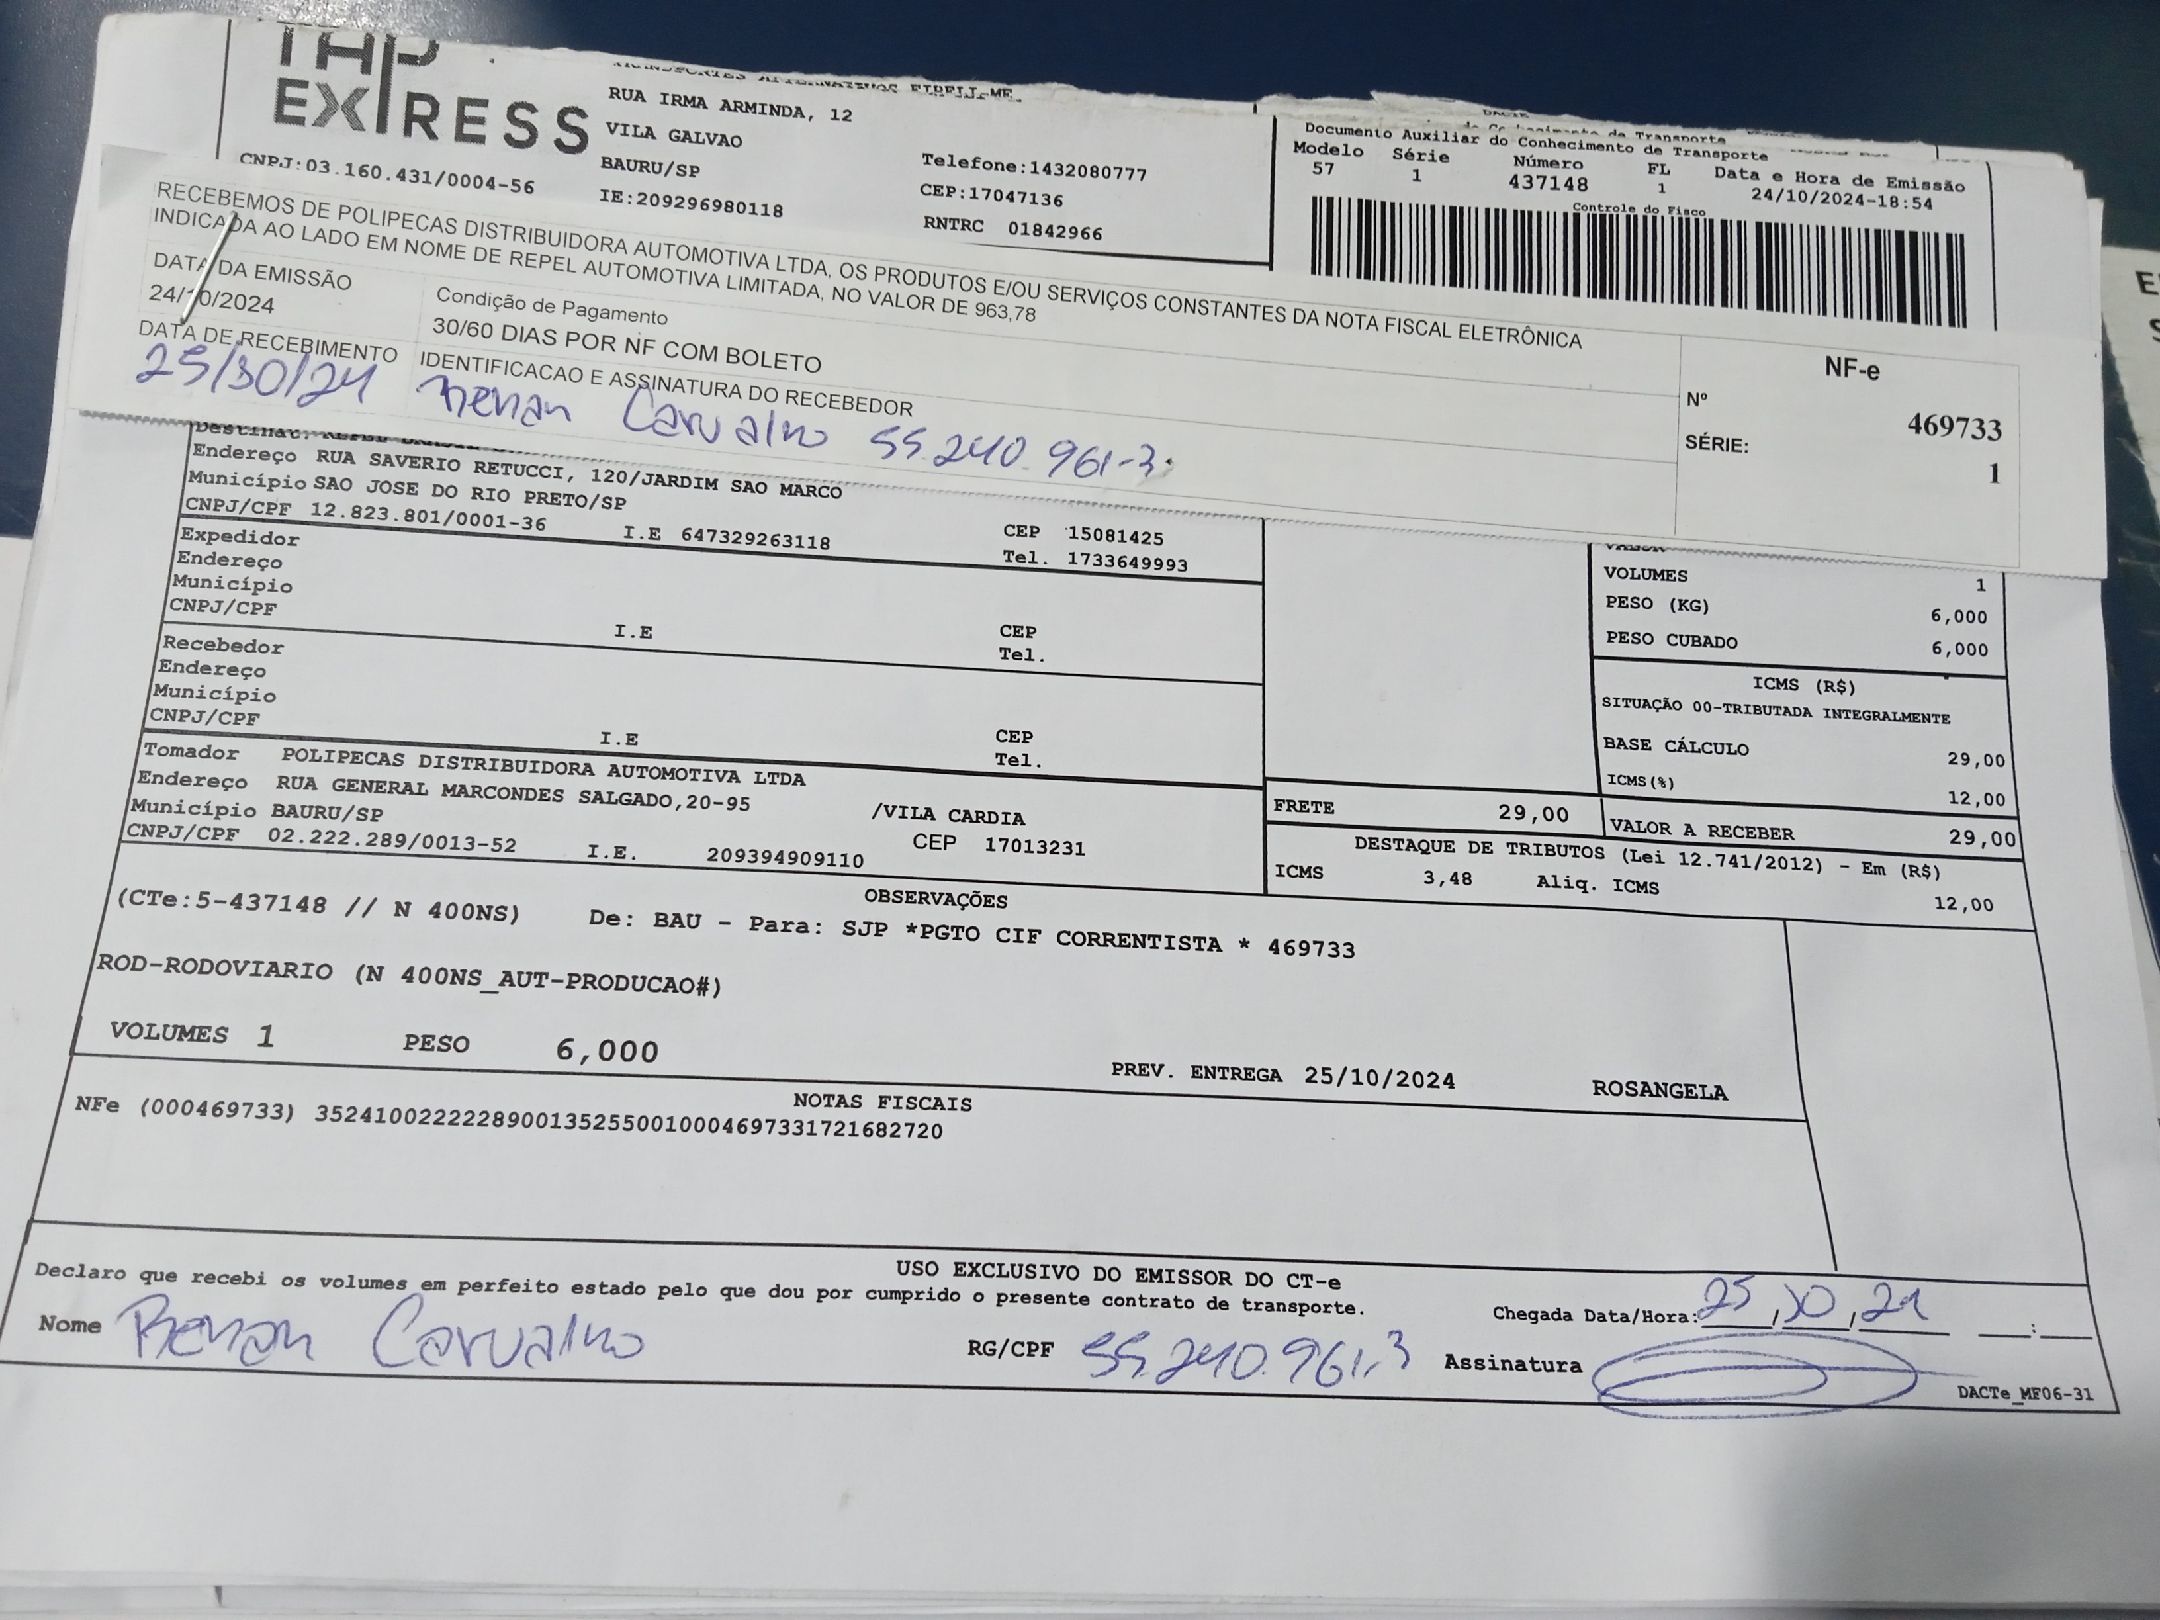 TAP
EXPRESS
RUA IRMA ARMINDA, 12
VILA GALVAO
BAURU/SP
IE:209296980118
CNPJ:03.160.431/0004-56
Telefone:1432080777
CEP:17047136
RNTRC 01842966
Documento Auxiliar do Conhecimento de Transporte
Modelo Série Número FL Data e Hora de Emissão
57 1 437148 1 24/10/2024-18:54
Controle do Fisco
RECEBEMOS DE POLIPECAS DISTRIBUIDORA AUTOMOTIVA LTDA, OS PRODUTOS E/OU SERVIÇOS CONSTANTES DA NOTA FISCAL ELETRÔNICA
INDICADA AO LADO EM NOME DE REPEL AUTOMOTIVA LIMITADA, NO VALOR DE 963,78
DATA DA EMISSÃO
24/10/2024
Condição de Pagamento
30/60 DIAS POR NF COM BOLETO
DATA DE RECEBIMENTO
25/10/24
IDENTIFICACAO E ASSINATURA DO RECEBEDOR
Renan Carvalho 55.240.961-3
NF-e
Nº 469733
SÉRIE: 1
Endereço RUA SAVERIO RETUCCI, 120/JARDIM SAO MARCO
Município SAO JOSE DO RIO PRETO/SP
CNPJ/CPF 12.823.801/0001-36 I.E 647329263118
CEP 15081425
Tel. 1733649993
Expedidor
Endereço
Município
CNPJ/CPF I.E CEP
Tel.
Recebedor
Endereço
Município
CNPJ/CPF I.E CEP
Tel.
Tomador POLIPECAS DISTRIBUIDORA AUTOMOTIVA LTDA
Endereço RUA GENERAL MARCONDES SALGADO,20-95 /VILA CARDIA
Município BAURU/SP CEP 17013231
CNPJ/CPF 02.222.289/0013-52 I.E. 209394909110
VALOR
VOLUMES 1
PESO (KG) 6,000
PESO CUBADO 6,000
ICMS (R$)
SITUAÇÃO 00-TRIBUTADA INTEGRALMENTE
BASE CÁLCULO 29,00
ICMS(%) 12,00
FRETE 29,00 VALOR A RECEBER 29,00
DESTAQUE DE TRIBUTOS (Lei 12.741/2012) - Em (R$)
ICMS 3,48 Aliq. ICMS 12,00
OBSERVAÇÕES
(CTe:5-437148 // N 400NS) De: BAU - Para: SJP *PGTO CIF CORRENTISTA * 469733
ROD-RODOVIARIO (N 400NS_AUT-PRODUCAO#)
VOLUMES 1 PESO 6,000
PREV. ENTREGA 25/10/2024 ROSANGELA
NOTAS FISCAIS
NFe (000469733) 35241002222289001352550010004697331721682720
USO EXCLUSIVO DO EMISSOR DO CT-e
Declaro que recebi os volumes em perfeito estado pelo que dou por cumprido o presente contrato de transporte.
Chegada Data/Hora: 25,10,24 :
Nome Renan Carvalho RG/CPF 55.240.961-3 Assinatura
DACTe_MF06-31